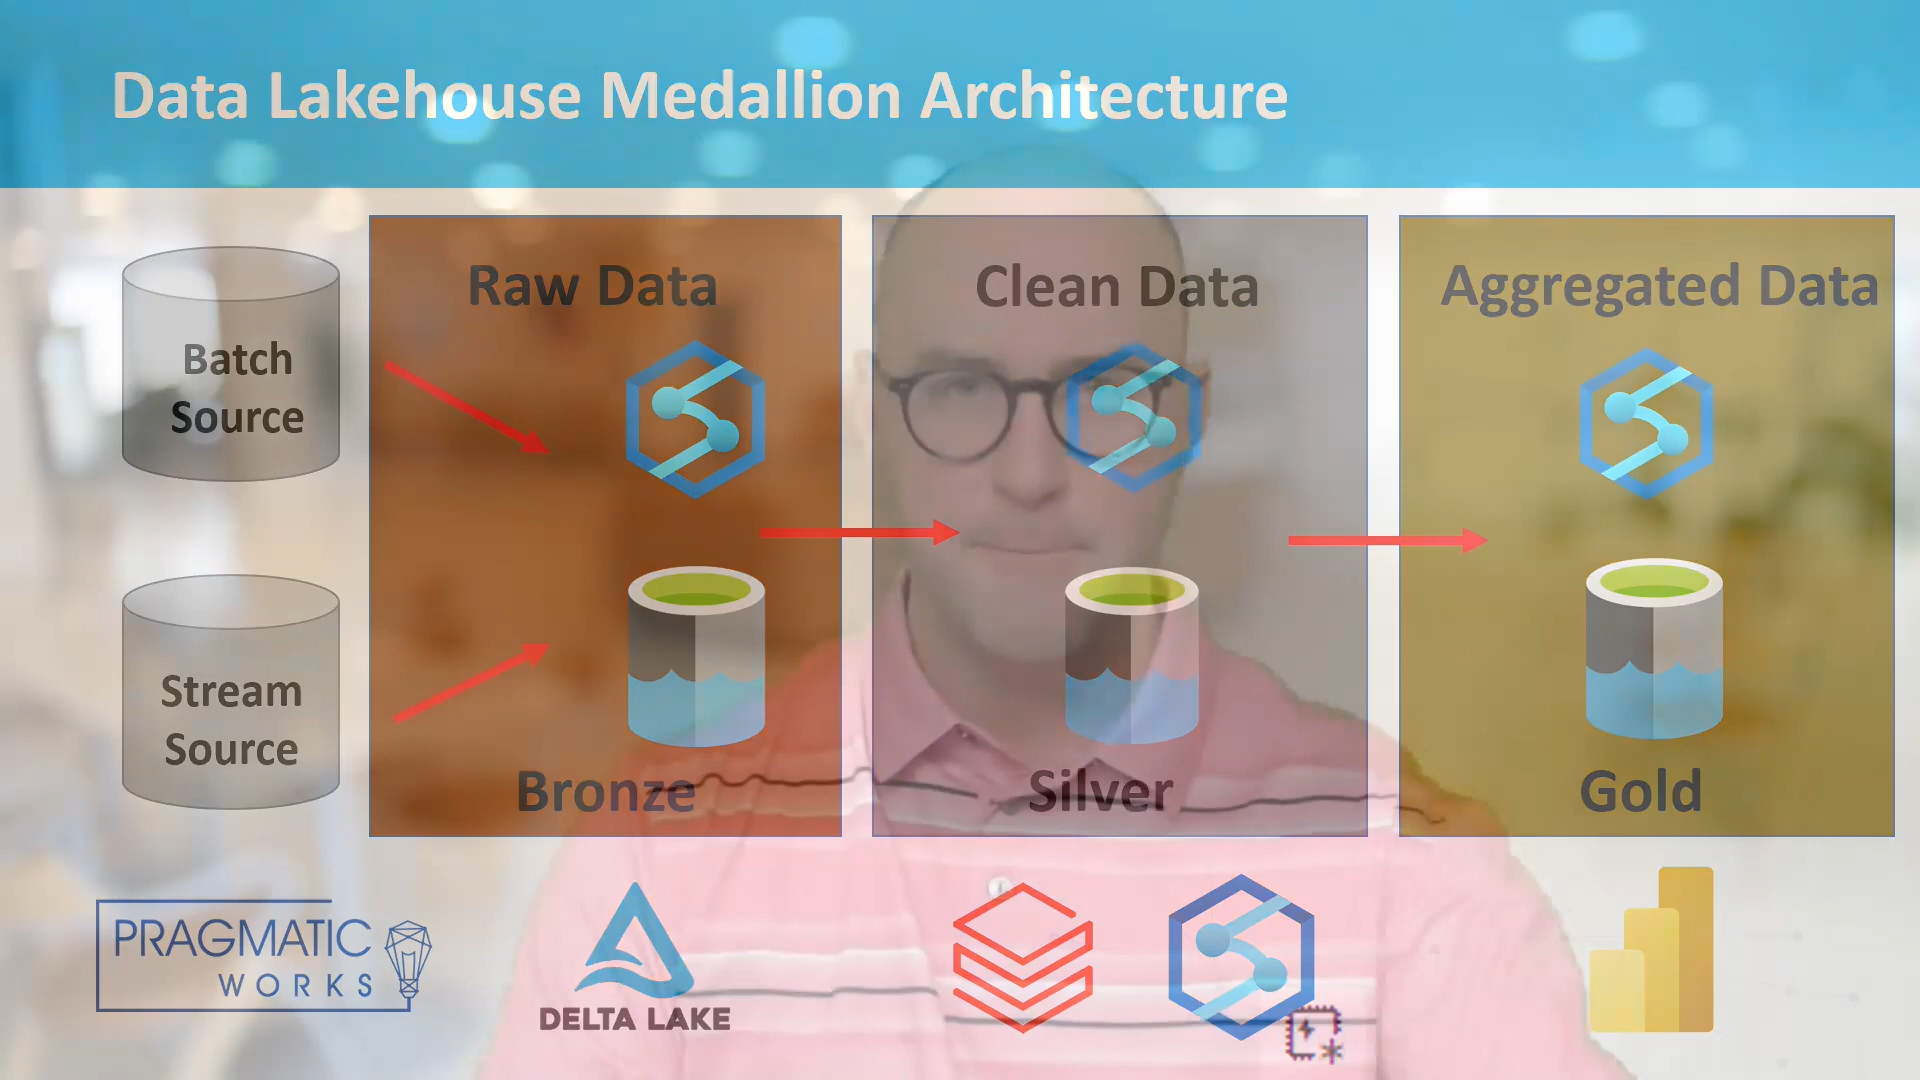 Data Lakehouse Medallion Architecture
Batch
Source
Stream
Source
Raw Data
Bronze
Clean Data
Silver
Aggregated Data
Gold
PRAGMATIC
WORKS
DELTA LAKE